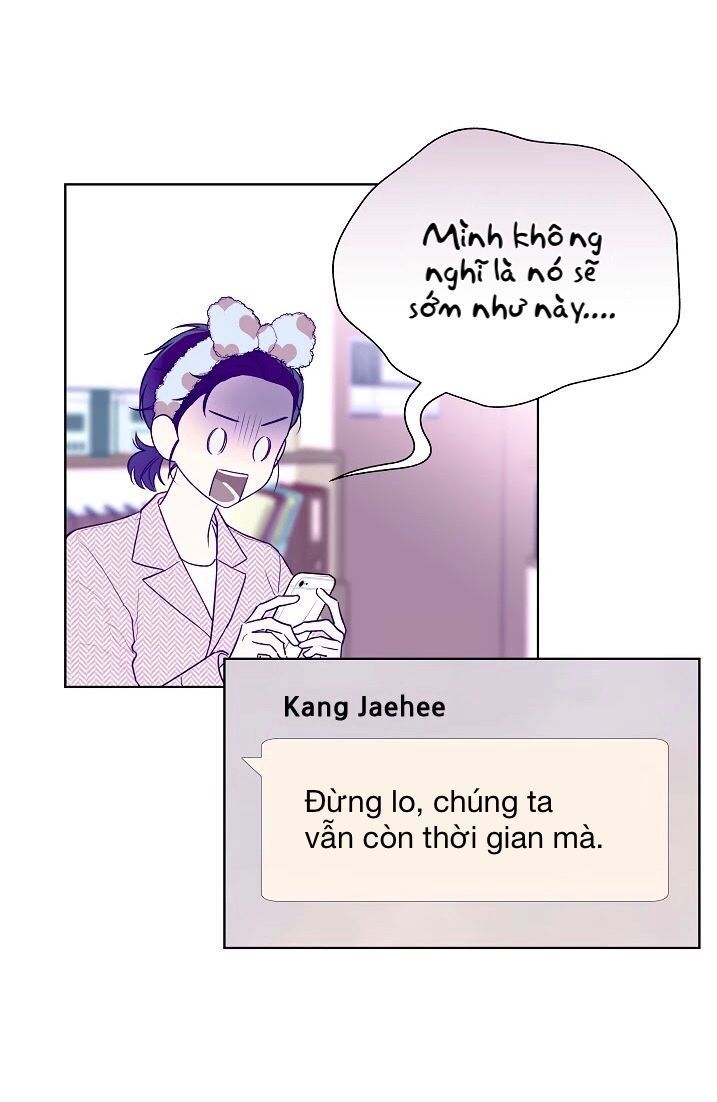 Mình không
nghĩ là nó sẽ
sớm như này....
Kang Jaehee
Đừng lo, chúng ta
vẫn còn thời gian mà.